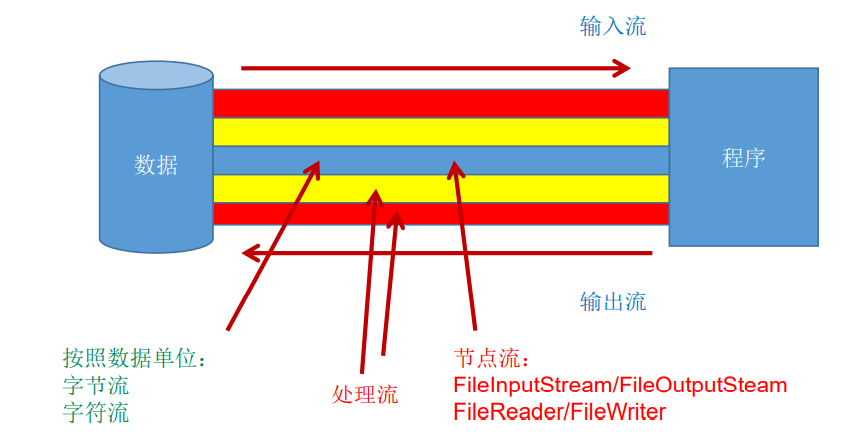 输入流
数据
程序
输出流
按照数据单位：
字节流
字符流
处理流
节点流：
FileInputStream/FileOutputSteam
FileReader/FileWriter